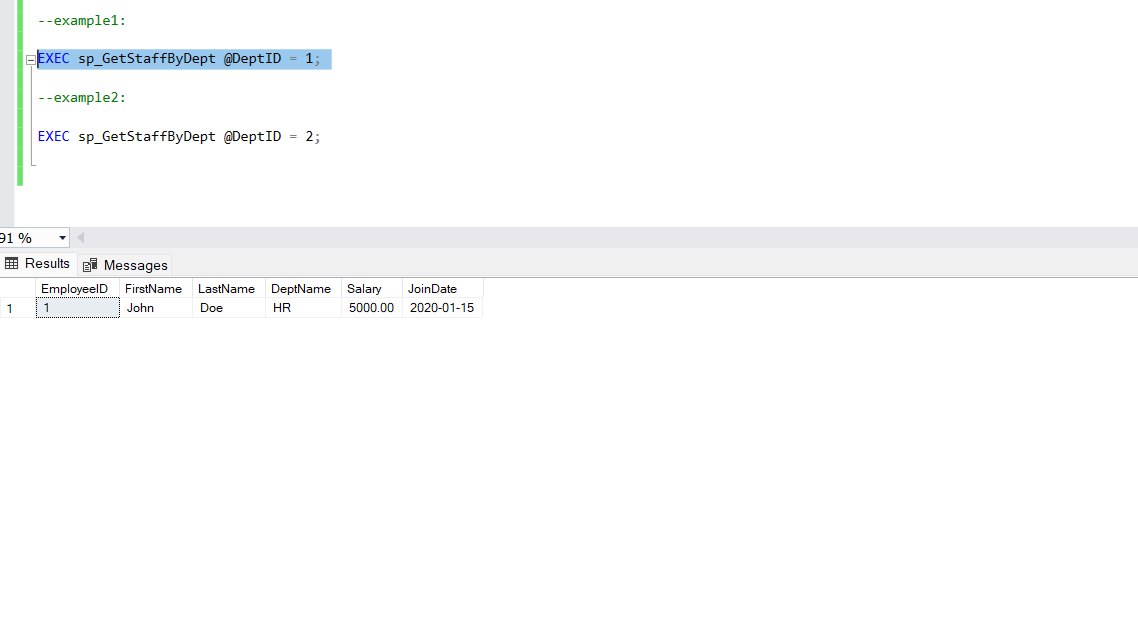 --example1:
EXEC sp_GetStaffByDept @DeptID = 1;
--example2:
EXEC sp_GetStaffByDept @DeptID = 2;
91 %
Results Messages
EmployeeID FirstName LastName DeptName Salary JoinDate
1 1 John Doe HR 5000.00 2020-01-15